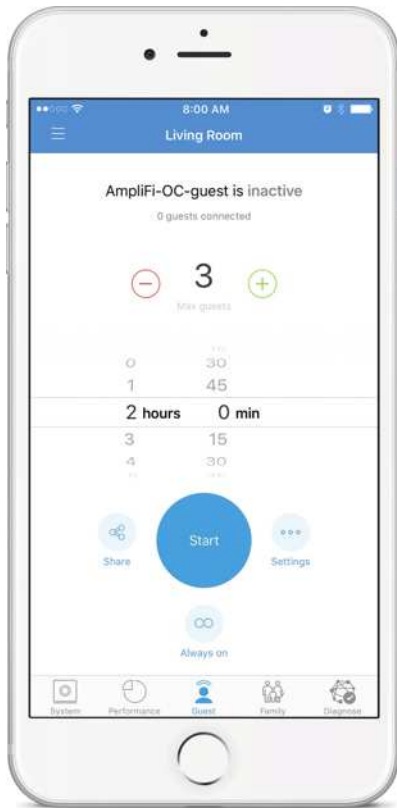 8:00 AM
Living Room
AmpliFi-OC-guest is inactive
0 guests connected
3
Max guests
0 30
1 45
2 hours 0 min
3 15
4 30
Start
Share
Settings
Always on
System Performance Guest Family Diagnose